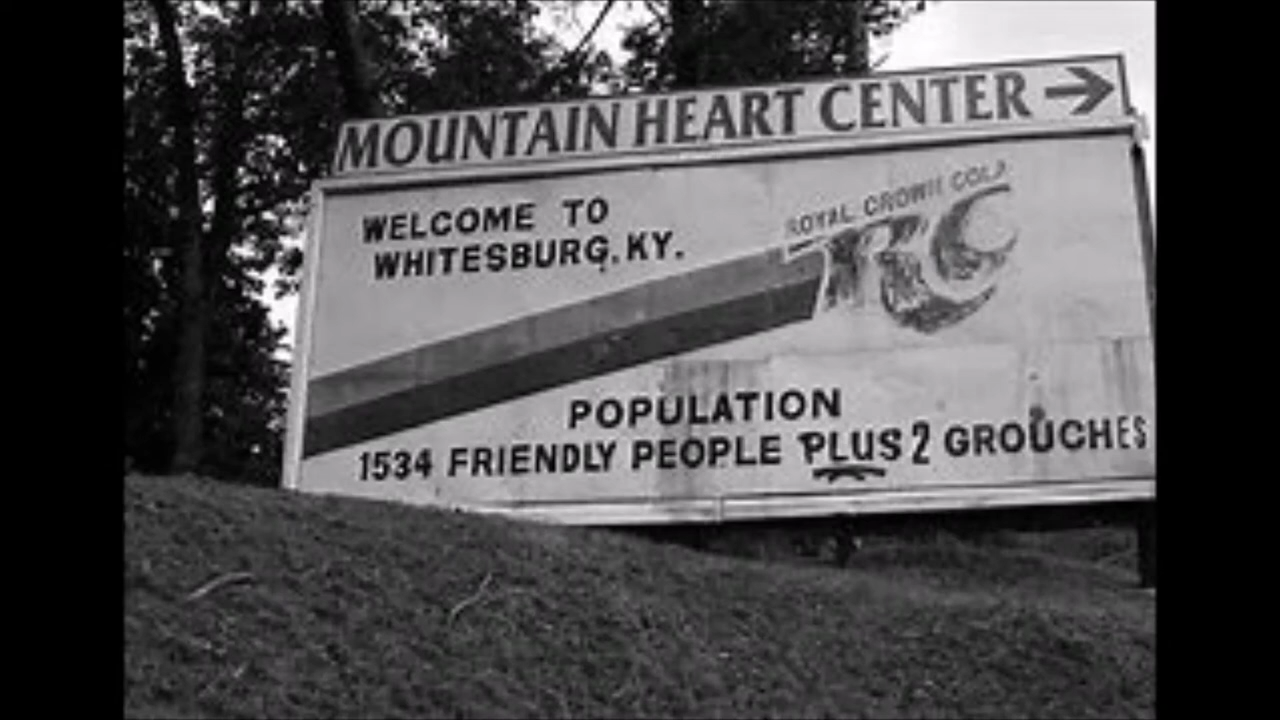 MOUNTAIN HEART CENTER →
WELCOME TO
WHITESBURG, KY.
ROYAL CROWN COLA
RC
POPULATION
1534 FRIENDLY PEOPLE PLUS 2 GROUCHES